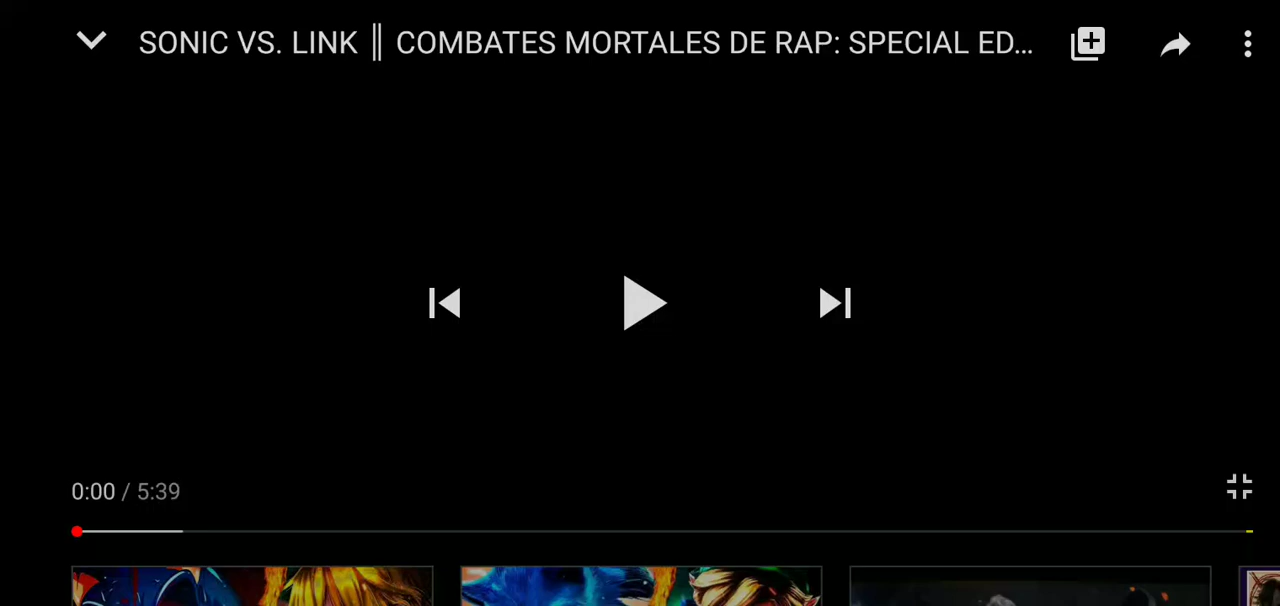 SONIC VS. LINK ║ COMBATES MORTALES DE RAP: SPECIAL ED...
0:00 / 5:39